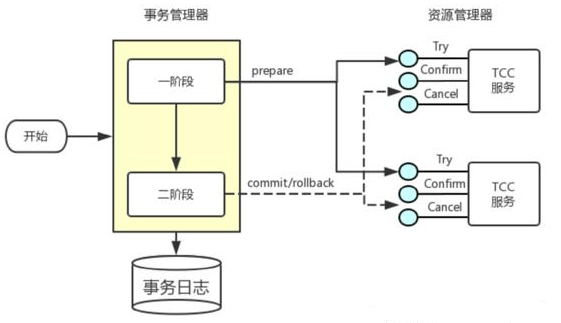 事务管理器
资源管理器
开始
一阶段
prepare
二阶段
commit/rollback
事务日志
Try
Confirm
Cancel
TCC
服务
Try
Confirm
Cancel
TCC
服务